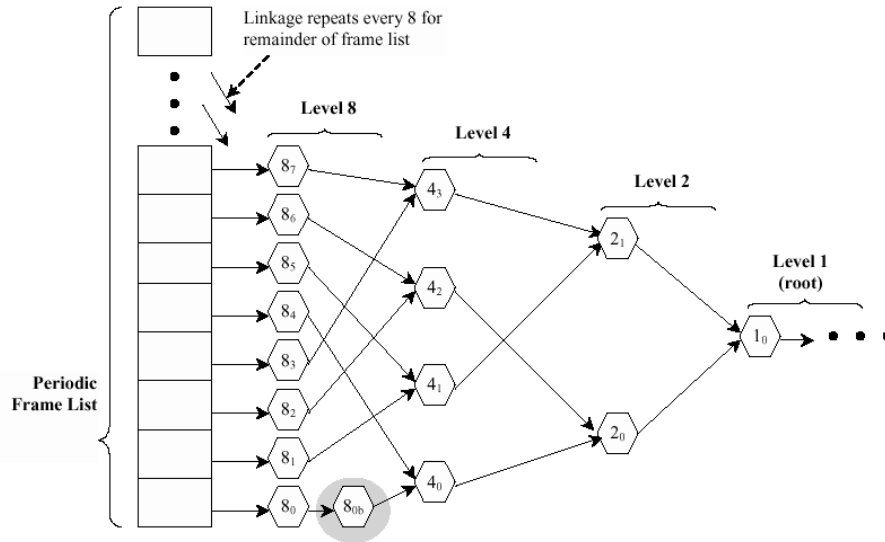 Linkage repeats every 8 for
remainder of frame list
Level 8
Level 4
Level 2
Level 1
(root)
Periodic
Frame List
8₇
8₆
8₅
8₄
8₃
8₂
8₁
8₀
8₀b
4₃
4₂
4₁
4₀
2₁
2₀
1₀